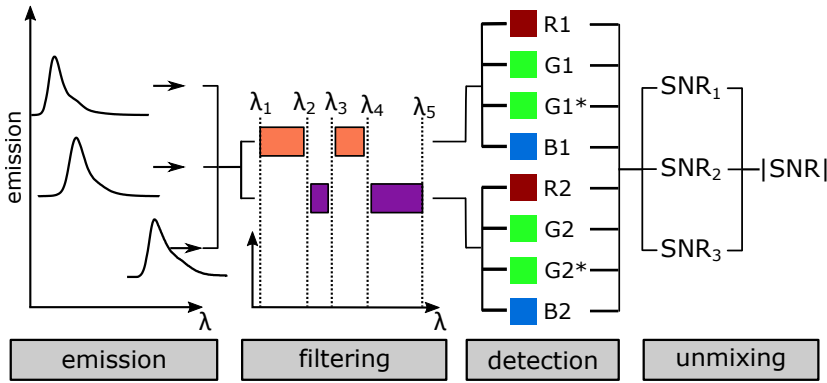 emission
λ
λ₁
λ₂
λ₃
λ₄
λ₅
λ
R1
G1
G1*
B1
R2
G2
G2*
B2
SNR₁
SNR₂
SNR₃
|SNR|
emission
filtering
detection
unmixing